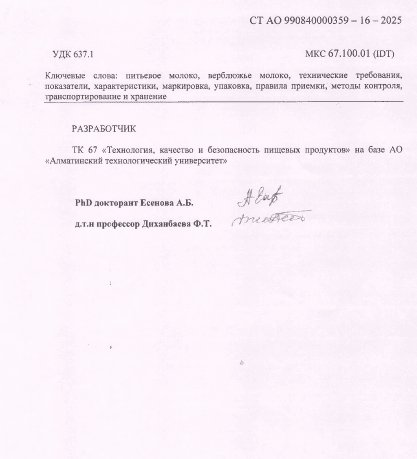 СТ АО 990840000359 – 16 – 2025
УДК 637.1 МКС 67.100.01 (IDT)
Ключевые слова: питьевое молоко, верблюжье молоко, технические требования,
показатели, характеристики, маркировка, упаковка, правила приемки, методы контроля,
транспортирование и хранение
РАЗРАБОТЧИК
ТК 67 «Технология, качество и безопасность пищевых продуктов» на базе АО
«Алматинский технологический университет»
PhD докторант Есенова А.Б.
д.т.н профессор Диханбаева Ф.Т.